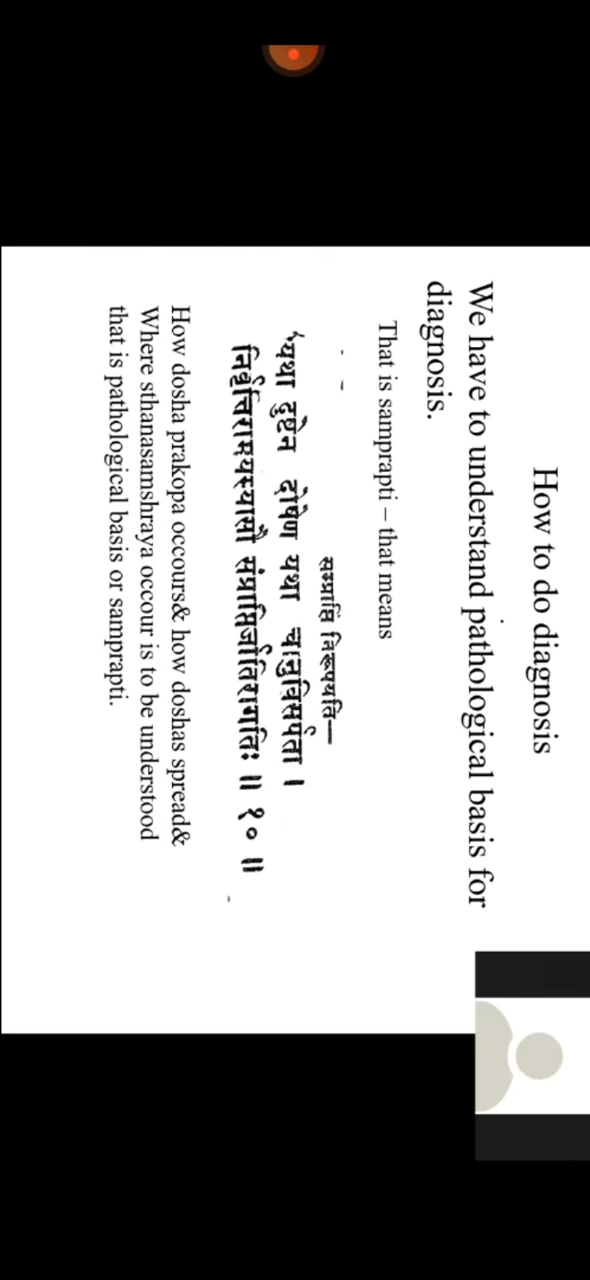 How to do diagnosis
We have to understand pathological basis for
diagnosis.
That is samprapti – that means
सम्प्राप्तिं निरूपयति—
'यथा दुष्टेन दोषेण यथा चानुविसर्पता ।
निर्वृत्तिरामयस्यासौ संप्राप्तिर्जातिरागतिः ॥ १० ॥
How dosha prakopa occours& how doshas spread&
Where sthanasamshraya occour is to be understood
that is pathological basis or samprapti.